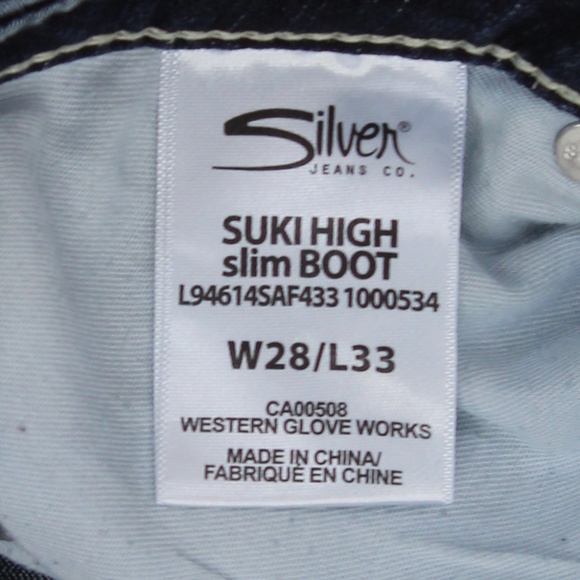 Silver®
JEANS CO.
SUKI HIGH
slim BOOT
L94614SAF433 1000534
W28/L33
CA00508
WESTERN GLOVE WORKS
MADE IN CHINA/
FABRIQUÉ EN CHINE